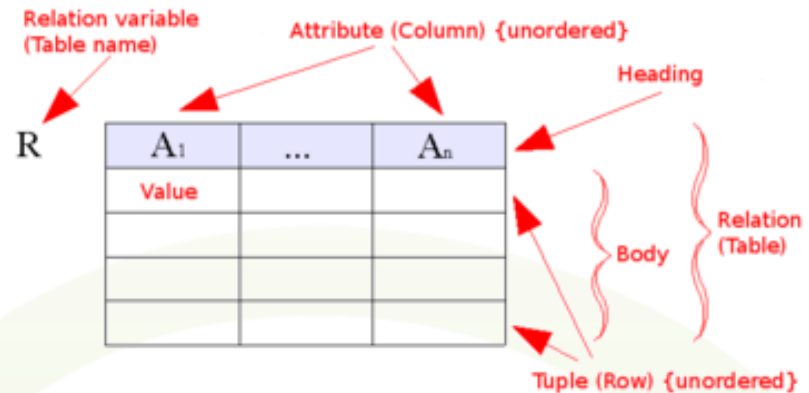 Relation variable
(Table name)
Attribute (Column) {unordered}
Heading
R
A₁ ... Aₙ
Value
Body
Relation
(Table)
Tuple (Row) {unordered}